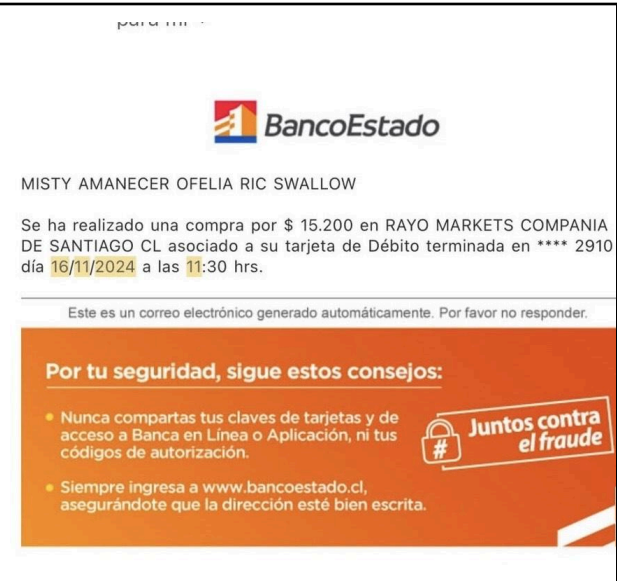 BancoEstado
MISTY AMANECER OFELIA RIC SWALLOW
Se ha realizado una compra por $ 15.200 en RAYO MARKETS COMPANIA
DE SANTIAGO CL asociado a su tarjeta de Débito terminada en **** 2910
día 16/11/2024 a las 11:30 hrs.
Este es un correo electrónico generado automáticamente. Por favor no responder.
Por tu seguridad, sigue estos consejos:
• Nunca compartas tus claves de tarjetas y de
acceso a Banca en Línea o Aplicación, ni tus
códigos de autorización.
• Siempre ingresa a www.bancoestado.cl,
asegurándote que la dirección esté bien escrita.
#
Juntos contra
el fraude